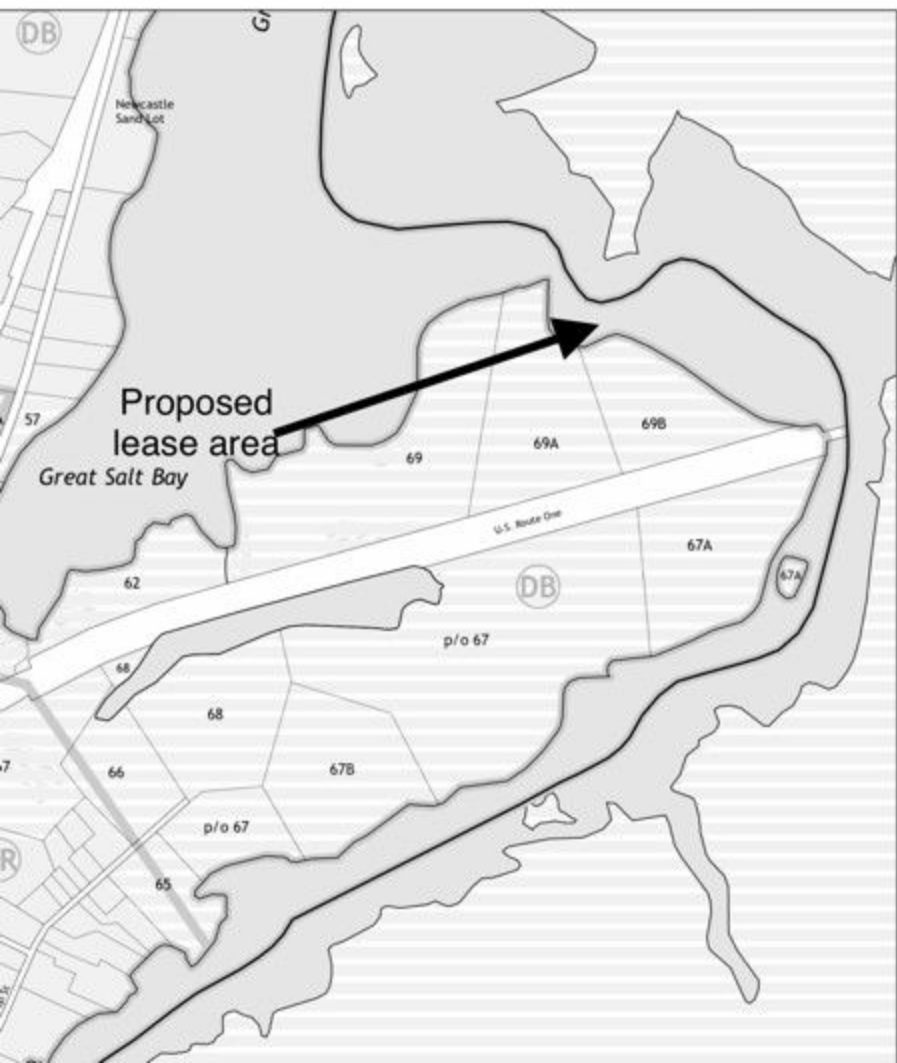 DB
Gr
Newcastle
Sand Lot
Proposed
lease area
57
Great Salt Bay
69
69A
69B
U.S. Route One
62
67A
DB
67A
p/o 67
68
68
66
67B
p/o 67
R
65